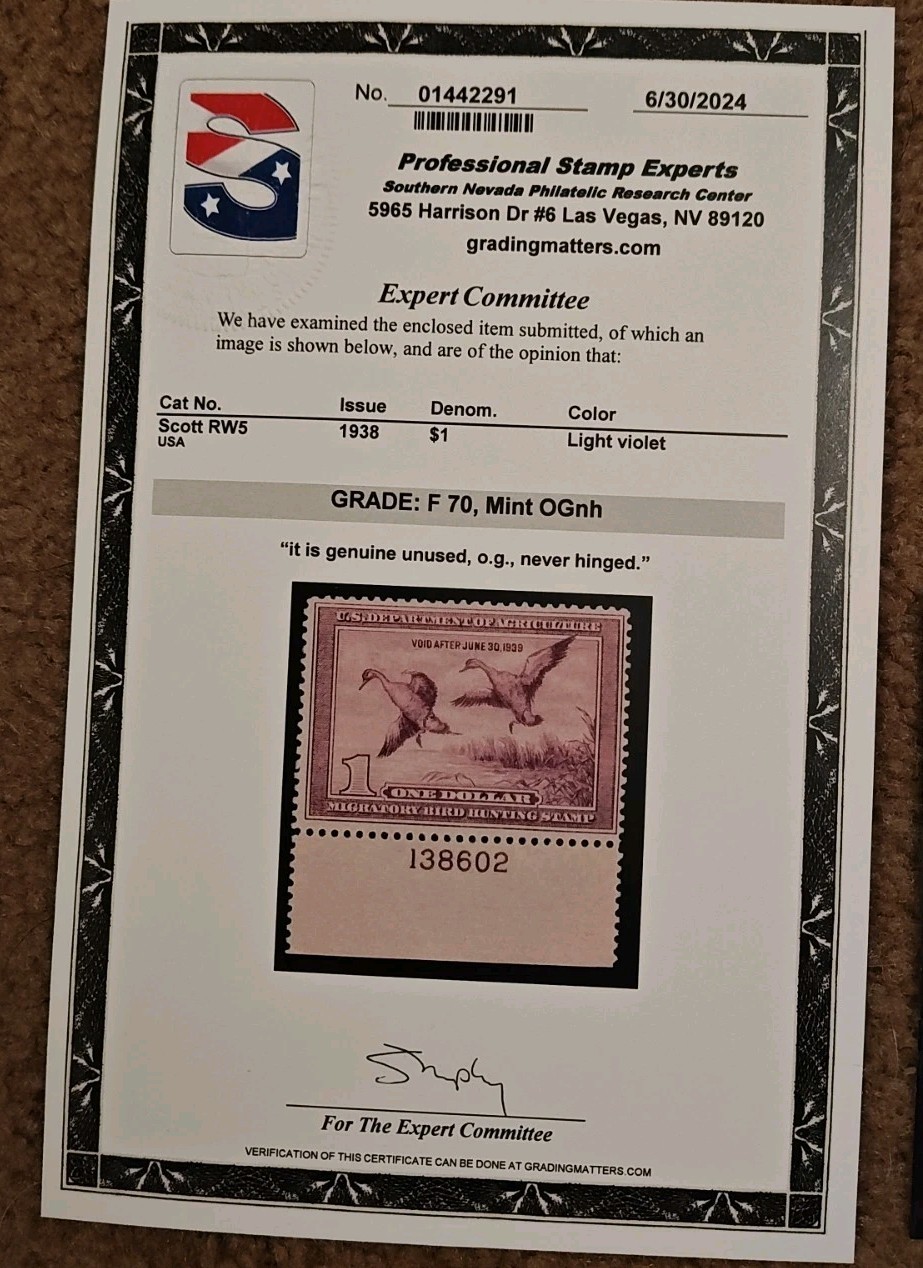 No. 01442291 6/30/2024
Professional Stamp Experts
Southern Nevada Philatelic Research Center
5965 Harrison Dr #6 Las Vegas, NV 89120
gradingmatters.com
Expert Committee
We have examined the enclosed item submitted, of which an
image is shown below, and are of the opinion that:
Cat No. Issue Denom. Color
Scott RW5 1938 $1 Light violet
USA
GRADE: F 70, Mint OGnh
“it is genuine unused, o.g., never hinged.”
U.S. DEPARTMENT OF AGRICULTURE
VOID AFTER JUNE 30, 1939
1 ONE DOLLAR
MIGRATORY BIRD HUNTING STAMP
138602
For The Expert Committee
VERIFICATION OF THIS CERTIFICATE CAN BE DONE AT GRADINGMATTERS.COM